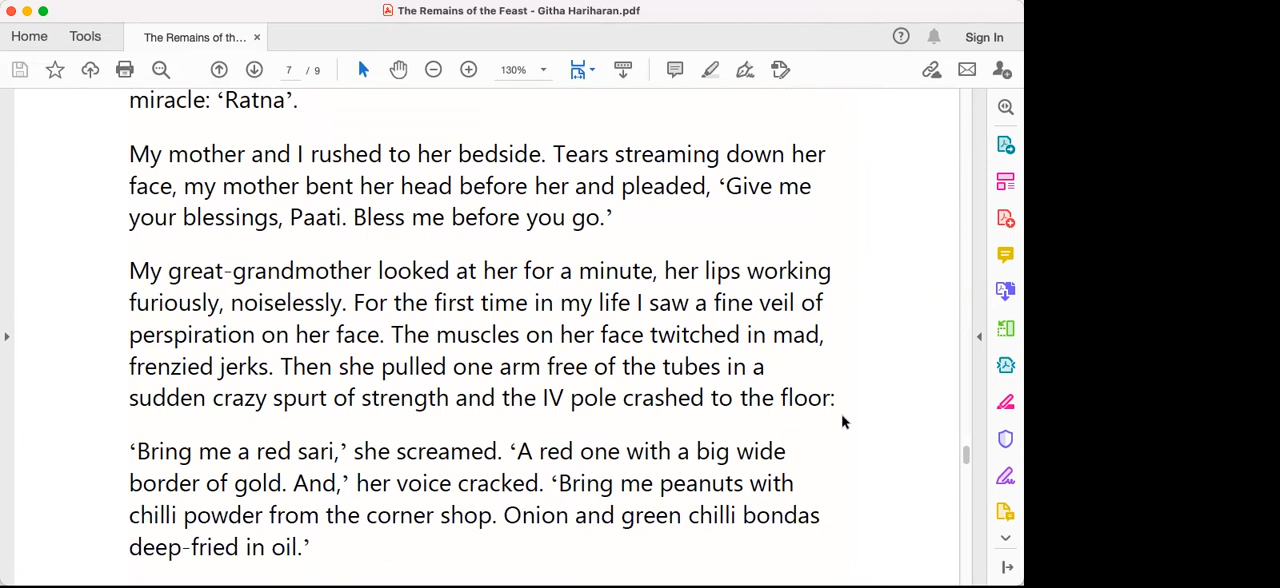 The Remains of the Feast - Githa Hariharan.pdf
Home Tools The Remains of th... × Sign In
7 / 9 130%
miracle: ‘Ratna’.
My mother and I rushed to her bedside. Tears streaming down her
face, my mother bent her head before her and pleaded, ‘Give me
your blessings, Paati. Bless me before you go.’
My great-grandmother looked at her for a minute, her lips working
furiously, noiselessly. For the first time in my life I saw a fine veil of
perspiration on her face. The muscles on her face twitched in mad,
frenzied jerks. Then she pulled one arm free of the tubes in a
sudden crazy spurt of strength and the IV pole crashed to the floor:
‘Bring me a red sari,’ she screamed. ‘A red one with a big wide
border of gold. And,’ her voice cracked. ‘Bring me peanuts with
chilli powder from the corner shop. Onion and green chilli bondas
deep-fried in oil.’